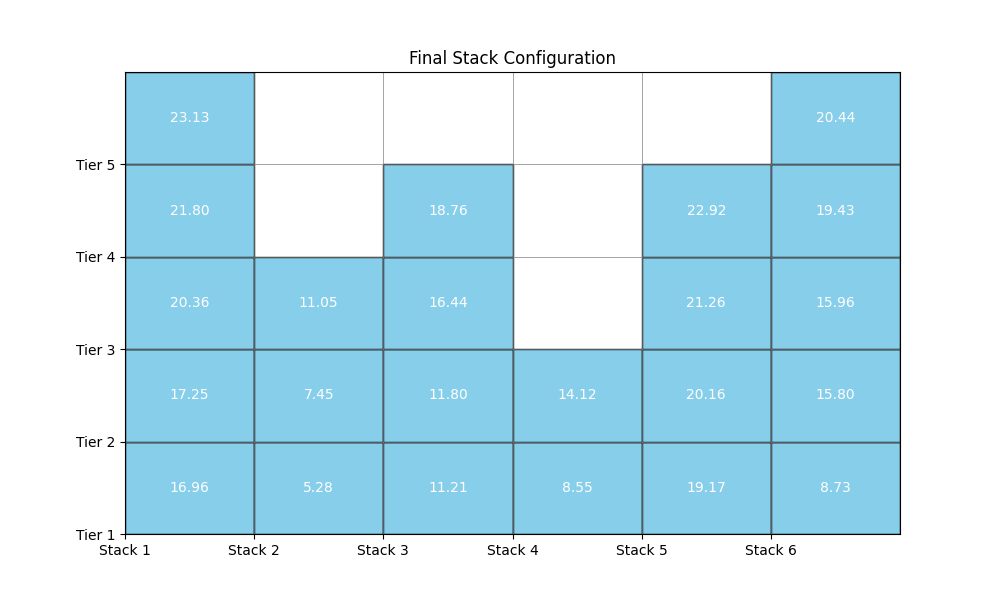 Final Stack Configuration
23.13 20.44
Tier 5
21.80 18.76 22.92 19.43
Tier 4
20.36 11.05 16.44 21.26 15.96
Tier 3
17.25 7.45 11.80 14.12 20.16 15.80
Tier 2
16.96 5.28 11.21 8.55 19.17 8.73
Tier 1
Stack 1 Stack 2 Stack 3 Stack 4 Stack 5 Stack 6